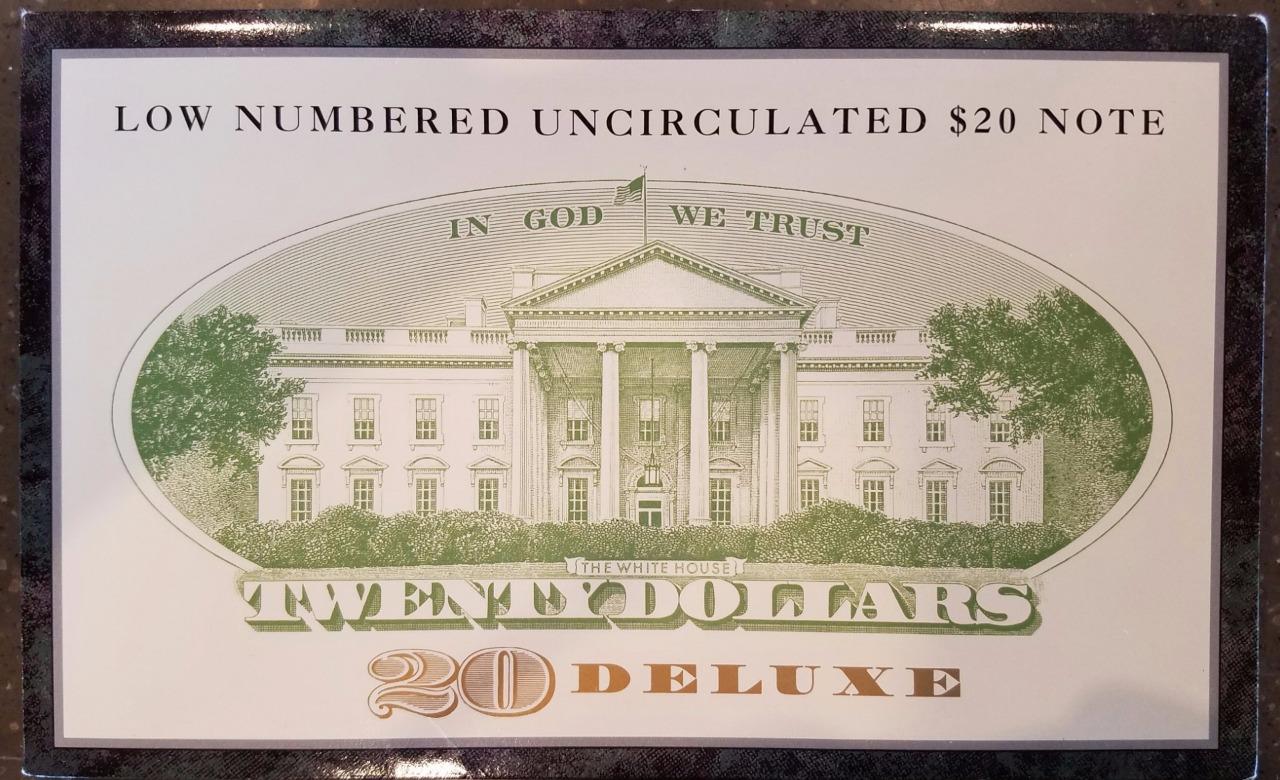 LOW NUMBERED UNCIRCULATED $20 NOTE
IN GOD WE TRUST
THE WHITE HOUSE
TWENTY DOLLARS
20 DELUXE